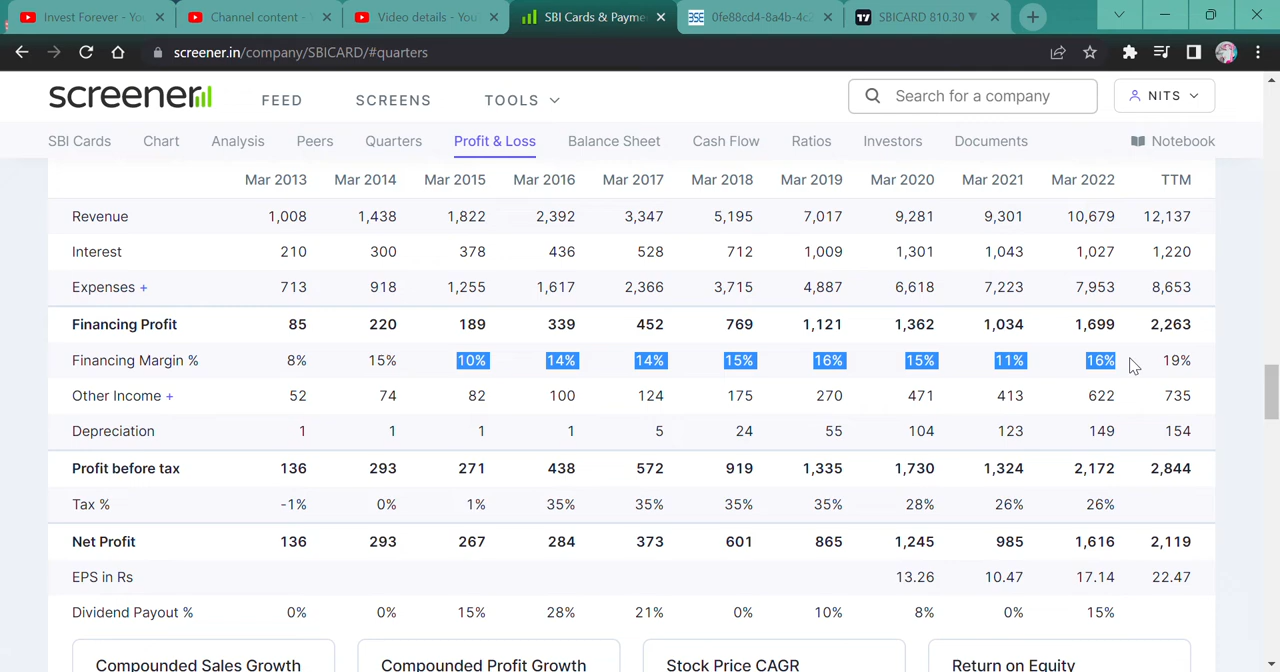 Invest Forever - You
Channel content -
Video details - You
SBI Cards & Payme
0fe88cd4-8a4b-4c
SBICARD 810.30 ▼
screener.in/company/SBICARD/#quarters
screener
FEED SCREENS TOOLS
Search for a company
NITS
SBI Cards Chart Analysis Peers Quarters Profit & Loss Balance Sheet Cash Flow Ratios Investors Documents Notebook
Mar 2013 Mar 2014 Mar 2015 Mar 2016 Mar 2017 Mar 2018 Mar 2019 Mar 2020 Mar 2021 Mar 2022 TTM
Revenue 1,008 1,438 1,822 2,392 3,347 5,195 7,017 9,281 9,301 10,679 12,137
Interest 210 300 378 436 528 712 1,009 1,301 1,043 1,027 1,220
Expenses + 713 918 1,255 1,617 2,366 3,715 4,887 6,618 7,223 7,953 8,653
Financing Profit 85 220 189 339 452 769 1,121 1,362 1,034 1,699 2,263
Financing Margin % 8% 15% 10% 14% 14% 15% 16% 15% 11% 16% 19%
Other Income + 52 74 82 100 124 175 270 471 413 622 735
Depreciation 1 1 1 1 5 24 55 104 123 149 154
Profit before tax 136 293 271 438 572 919 1,335 1,730 1,324 2,172 2,844
Tax % -1% 0% 1% 35% 35% 35% 35% 28% 26% 26%
Net Profit 136 293 267 284 373 601 865 1,245 985 1,616 2,119
EPS in Rs 13.26 10.47 17.14 22.47
Dividend Payout % 0% 0% 15% 28% 21% 0% 10% 8% 0% 15%
Compounded Sales Growth Compounded Profit Growth Stock Price CAGR Return on Equity